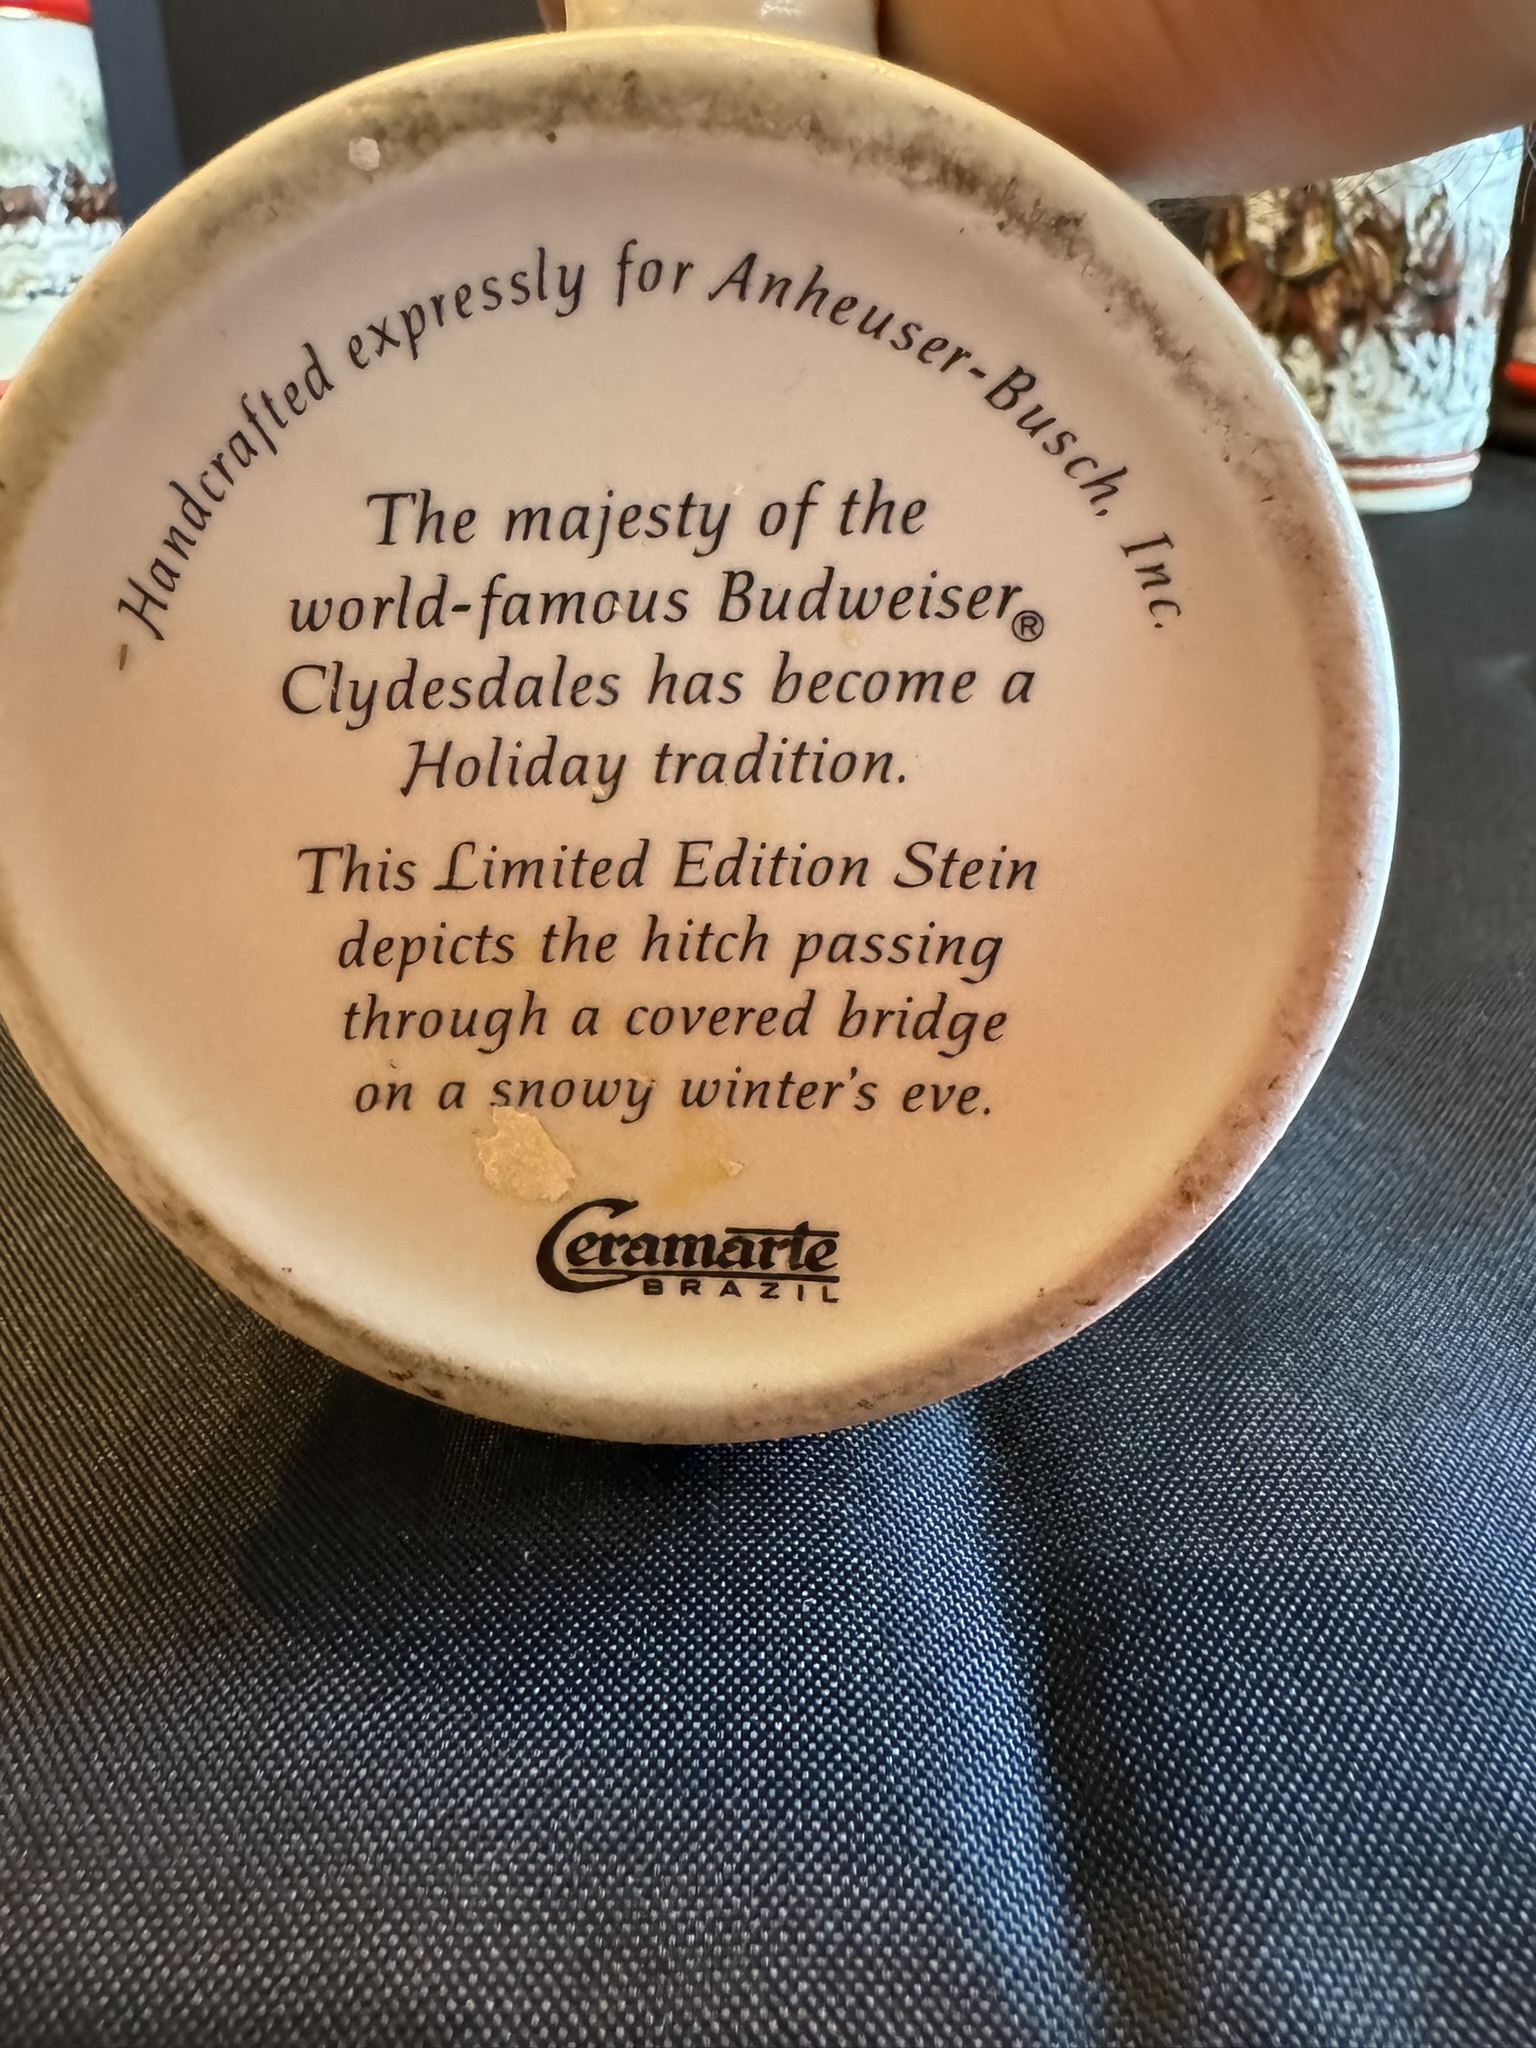 Handcrafted expressly for Anheuser-Busch, Inc.
The majesty of the
world-famous Budweiser®
Clydesdales has become a
Holiday tradition.
This Limited Edition Stein
depicts the hitch passing
through a covered bridge
on a snowy winter's eve.
Ceramarte
BRAZIL